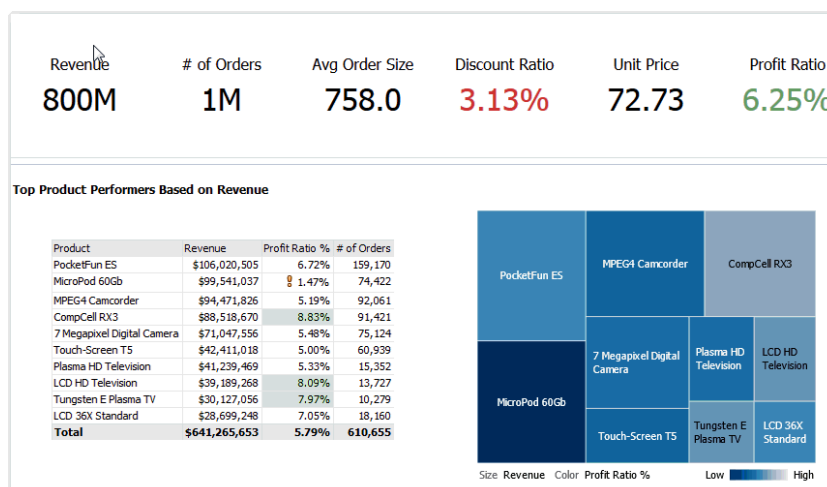 Revenue # of Orders Avg Order Size Discount Ratio Unit Price Profit Ratio
800M 1M 758.0 3.13% 72.73 6.25%
Top Product Performers Based on Revenue
Product Revenue Profit Ratio % # of Orders
PocketFun ES $106,020,505 6.72% 159,170
MicroPod 60Gb $99,541,037 1.47% 74,422
MPEG4 Camcorder $94,471,826 5.19% 92,061
CompCell RX3 $88,518,670 8.83% 91,421
7 Megapixel Digital Camera $71,047,556 5.48% 75,124
Touch-Screen T5 $42,411,018 5.00% 60,939
Plasma HD Television $41,239,469 5.33% 15,352
LCD HD Television $39,189,268 8.09% 13,727
Tungsten E Plasma TV $30,127,056 7.97% 10,279
LCD 36X Standard $28,699,248 7.05% 18,160
Total $641,265,653 5.79% 610,655
PocketFun ES
MPEG4 Camcorder
CompCell RX3
MicroPod 60Gb
7 Megapixel Digital
Camera
Plasma HD
Television
LCD HD
Television
Touch-Screen T5
Tungsten E
Plasma TV
LCD 36X
Standard
Size Revenue Color Profit Ratio % Low High